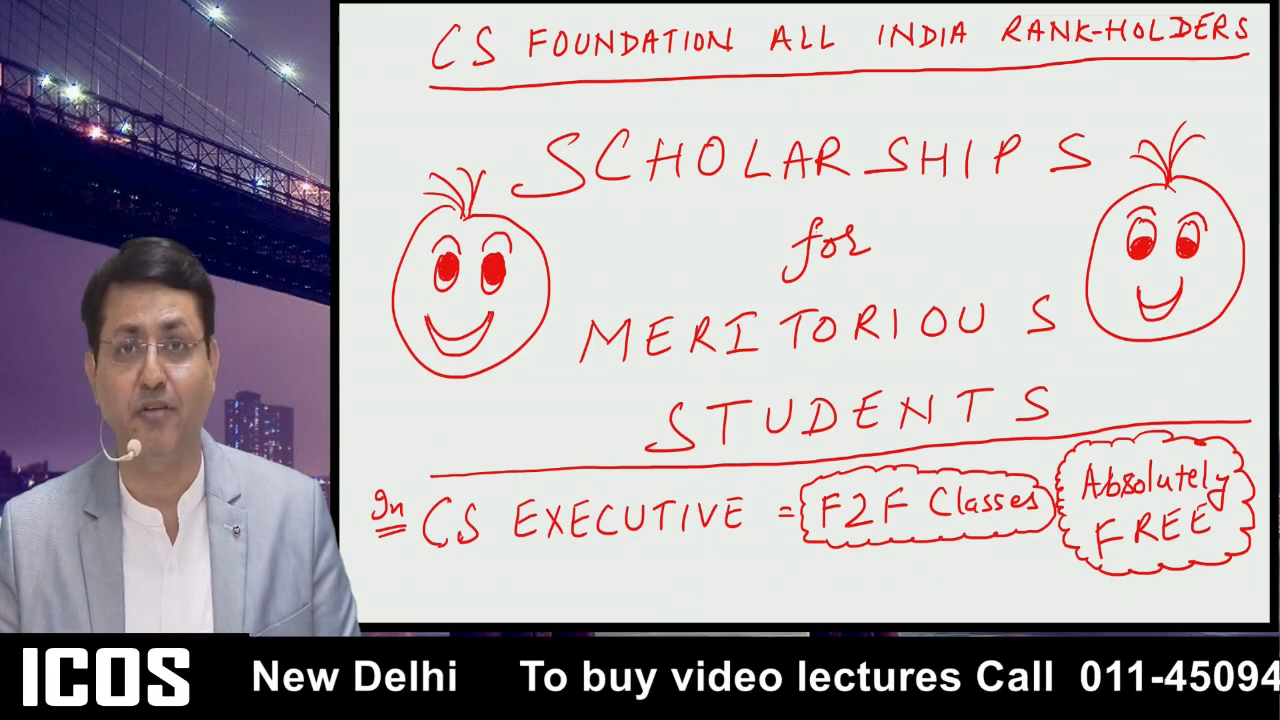 CS FOUNDATION ALL INDIA RANK-HOLDERS
SCHOLARSHIPS
for
MERITORIOUS
STUDENTS
In CS EXECUTIVE = F2F Classes Absolutely
FREE
ICOS New Delhi To buy video lectures Call 011-45094